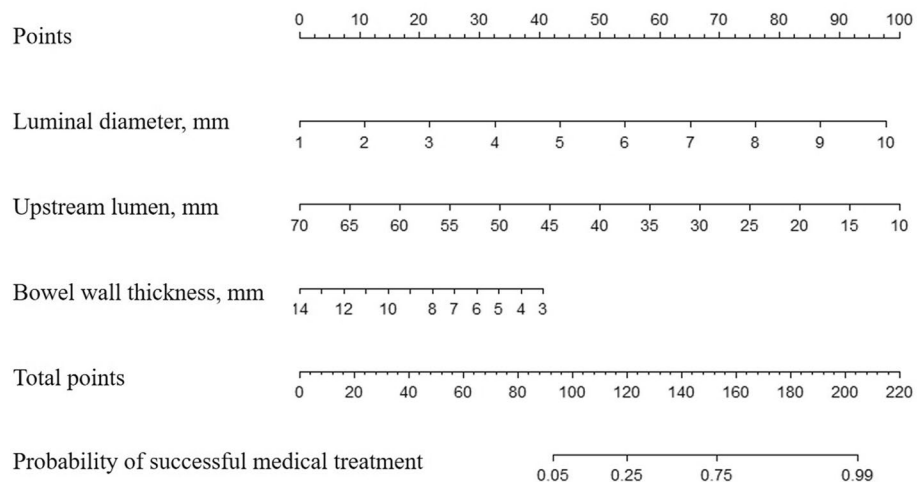 Points 0 10 20 30 40 50 60 70 80 90 100
Luminal diameter, mm
1 2 3 4 5 6 7 8 9 10
Upstream lumen, mm
70 65 60 55 50 45 40 35 30 25 20 15 10
Bowel wall thickness, mm
14 12 10 8 7 6 5 4 3
Total points
0 20 40 60 80 100 120 140 160 180 200 220
Probability of successful medical treatment
0.05 0.25 0.75 0.99